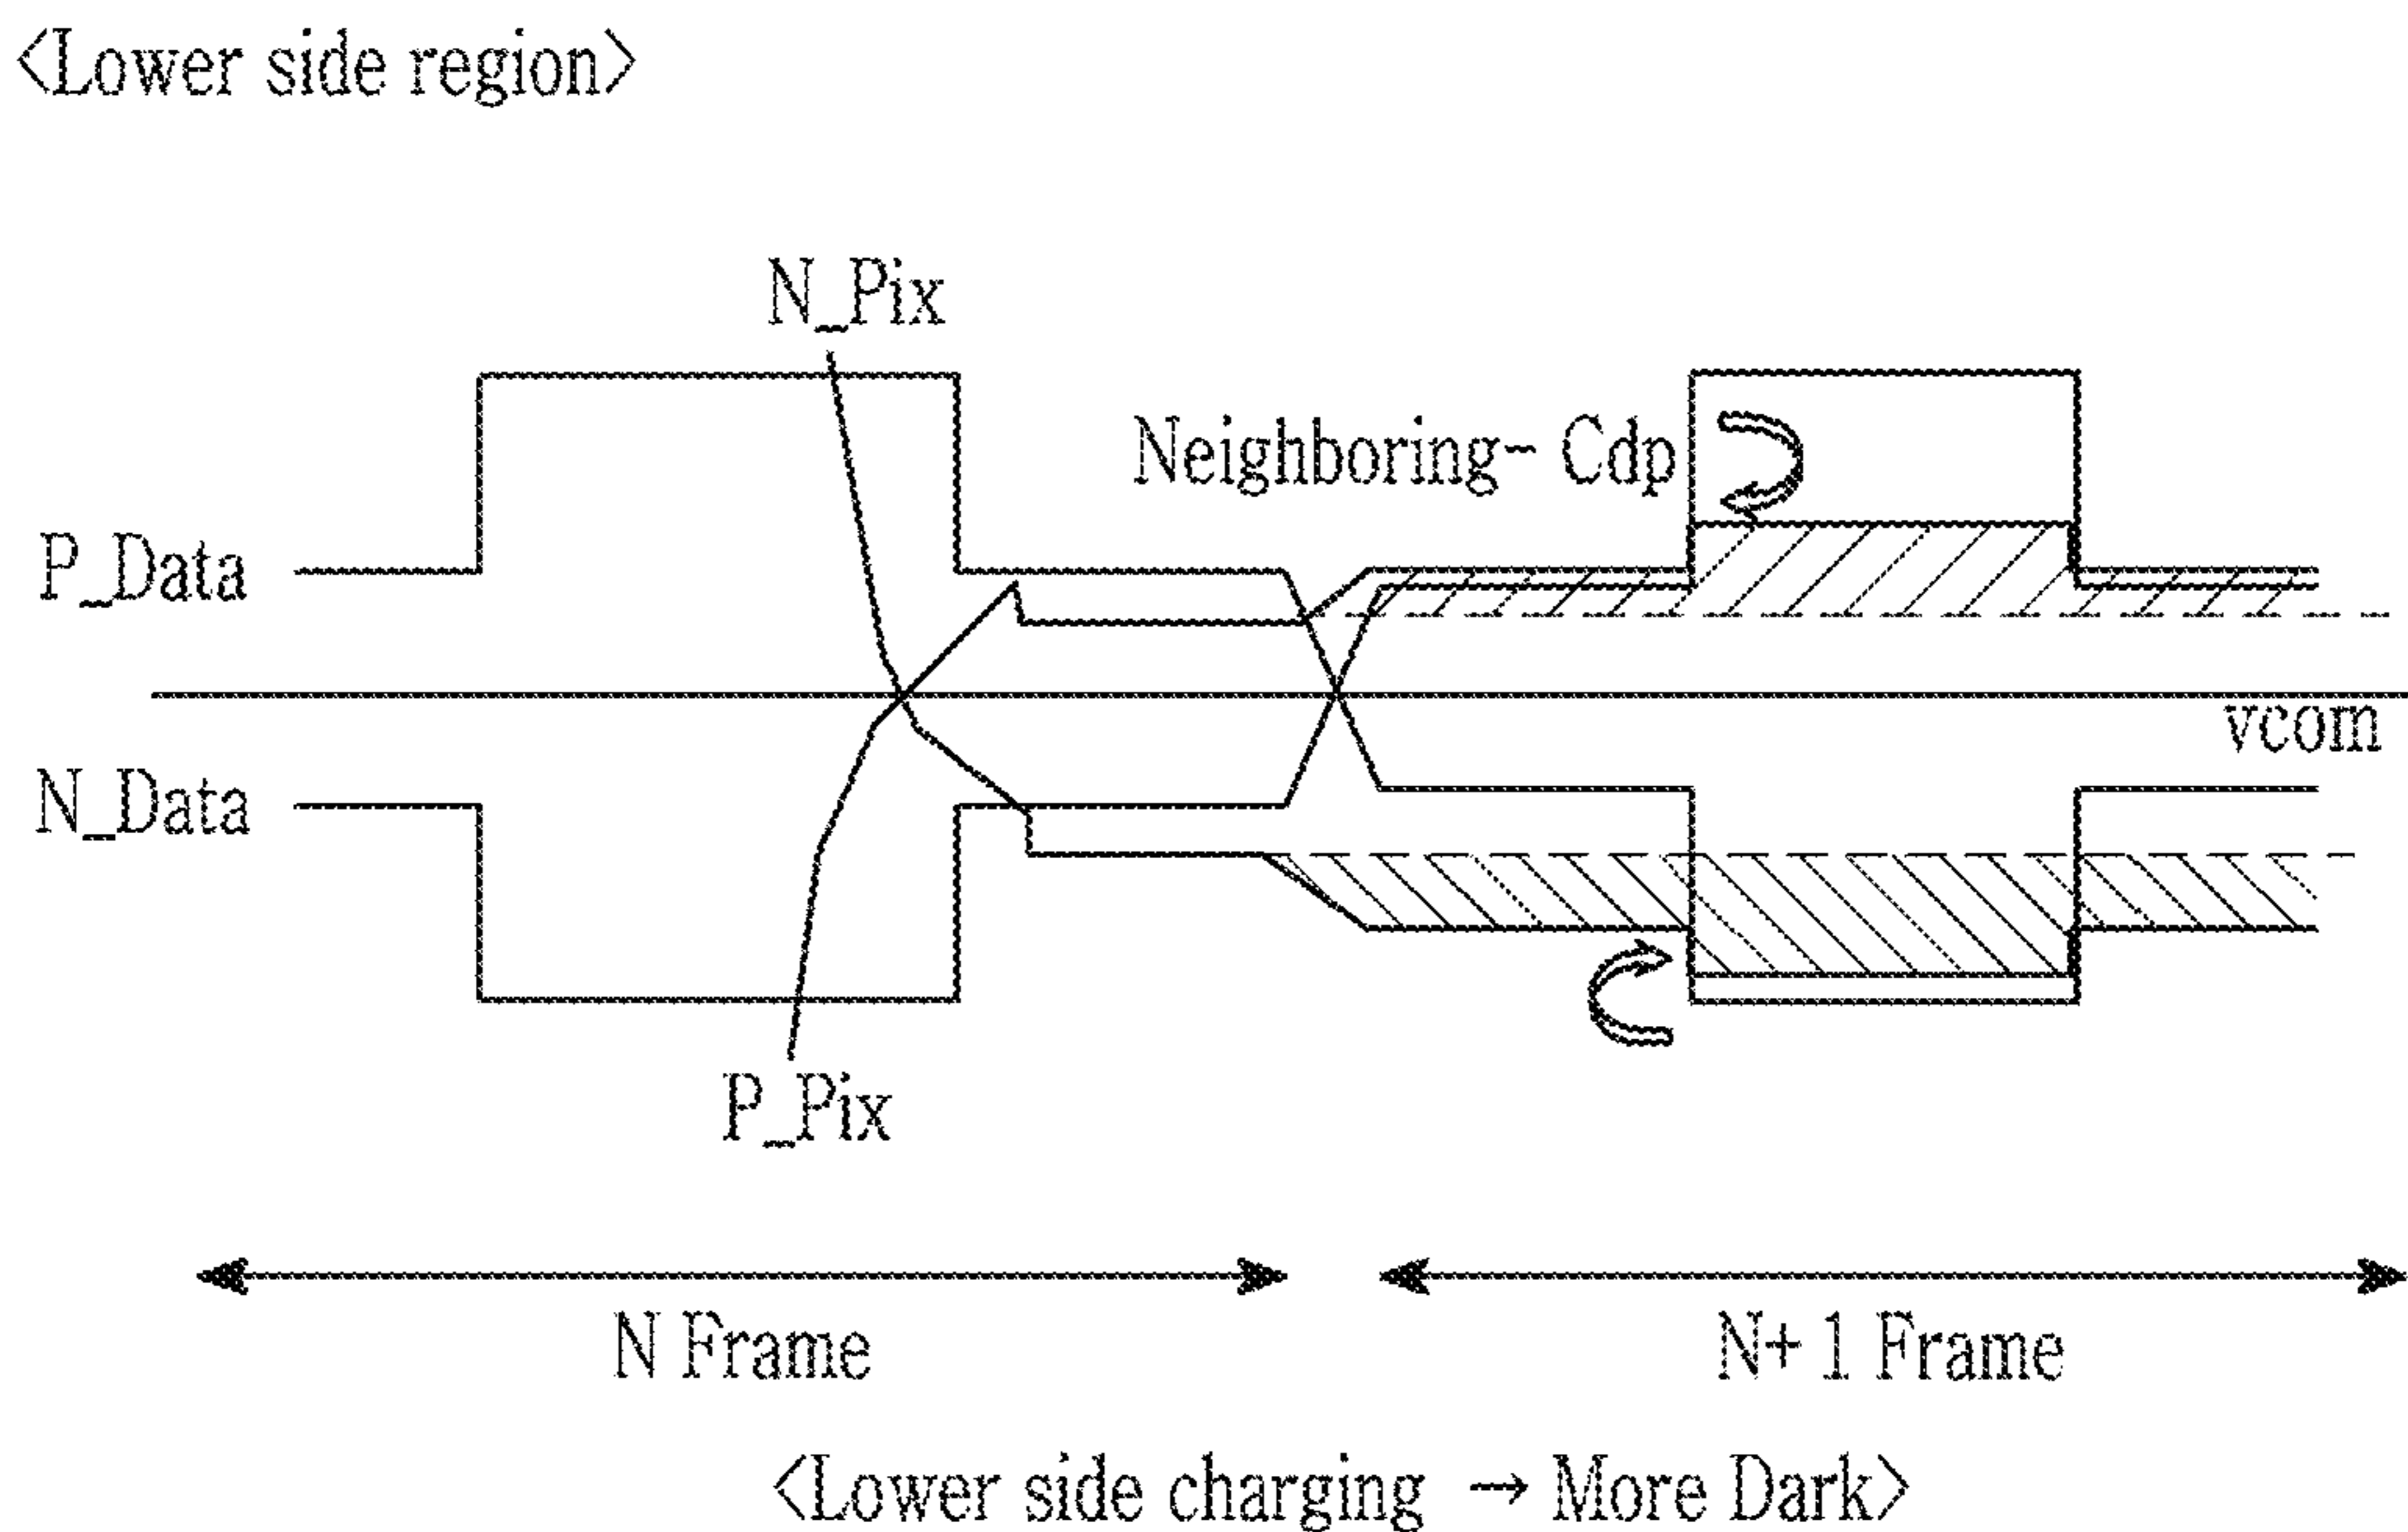 <Lower side region>
N_Pix
Neighboring- Cdp
P_Data
vcom
N_Data
P_Pix
N Frame
N+1 Frame
<Lower side charging → More Dark>